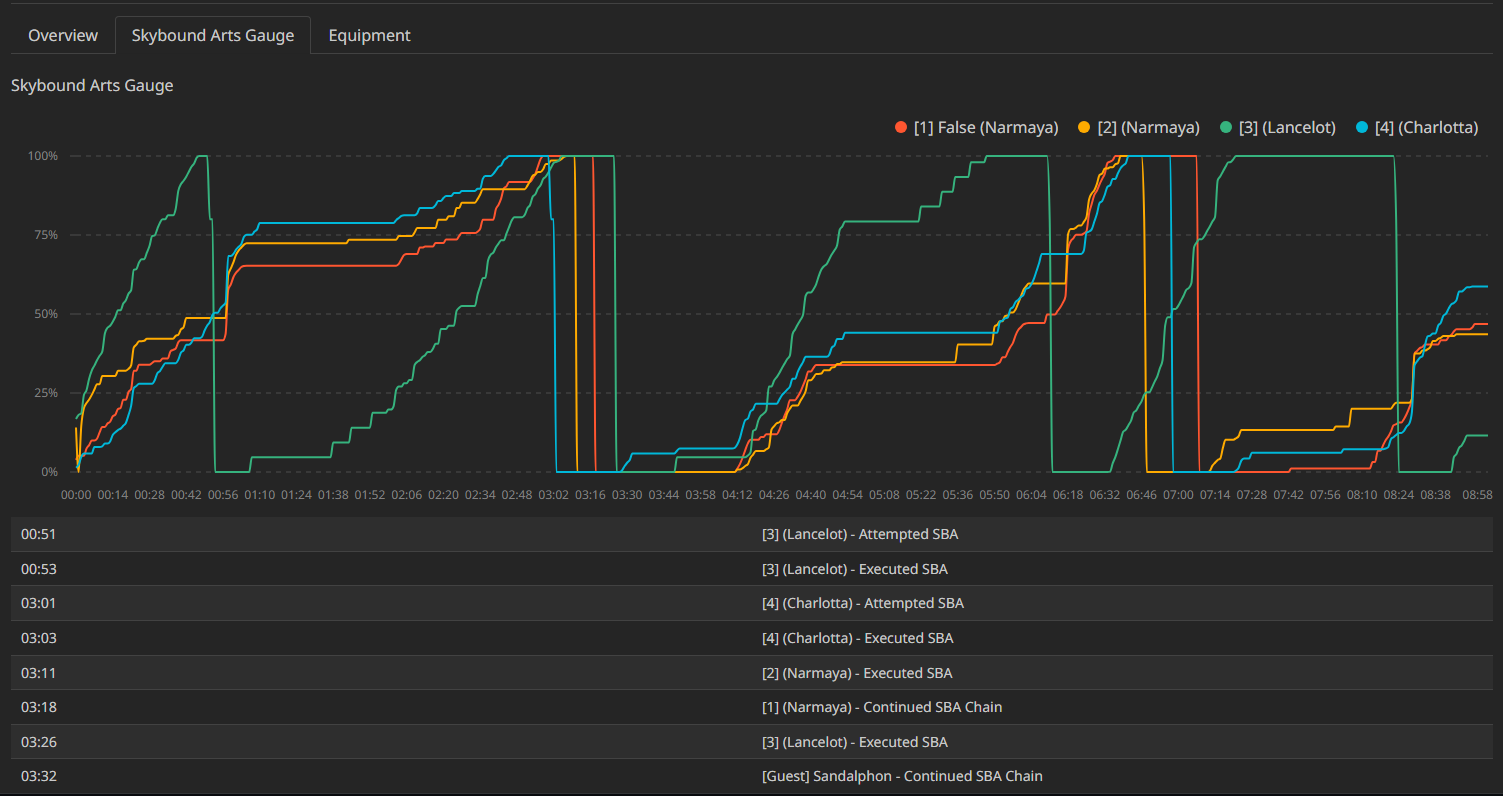 Overview Skybound Arts Gauge Equipment
Skybound Arts Gauge
[1] False (Narmaya) [2] (Narmaya) [3] (Lancelot) [4] (Charlotta)
100%
75%
50%
25%
0%
00:00 00:14 00:28 00:42 00:56 01:10 01:24 01:38 01:52 02:06 02:20 02:34 02:48 03:02 03:16 03:30 03:44 03:58 04:12 04:26 04:40 04:54 05:08 05:22 05:36 05:50 06:04 06:18 06:32 06:46 07:00 07:14 07:28 07:42 07:56 08:10 08:24 08:38 08:58
00:51 [3] (Lancelot) - Attempted SBA
00:53 [3] (Lancelot) - Executed SBA
03:01 [4] (Charlotta) - Attempted SBA
03:03 [4] (Charlotta) - Executed SBA
03:11 [2] (Narmaya) - Executed SBA
03:18 [1] (Narmaya) - Continued SBA Chain
03:26 [3] (Lancelot) - Executed SBA
03:32 [Guest] Sandalphon - Continued SBA Chain